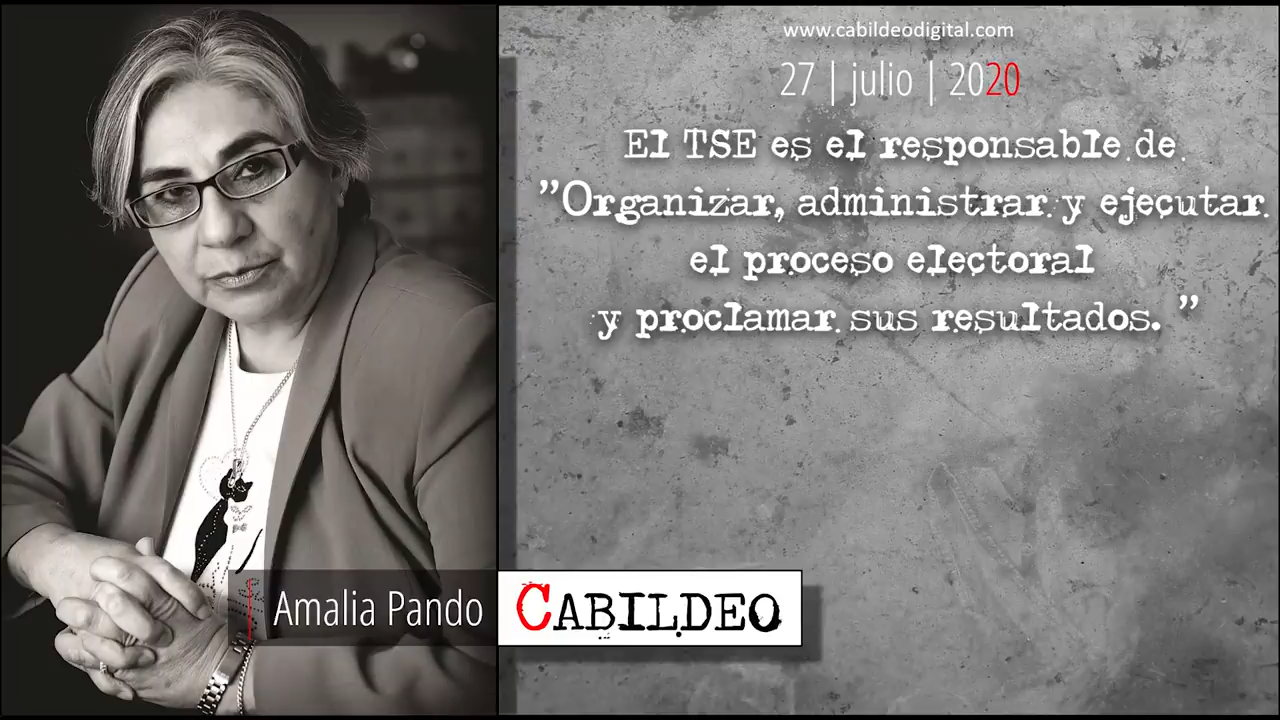 www.cabildeodigital.com
27 | julio | 2020
El TSE es el responsable de
"Organizar, administrar y ejecutar
el proceso electoral
y proclamar sus resultados. "
Amalia Pando
CABILDEO